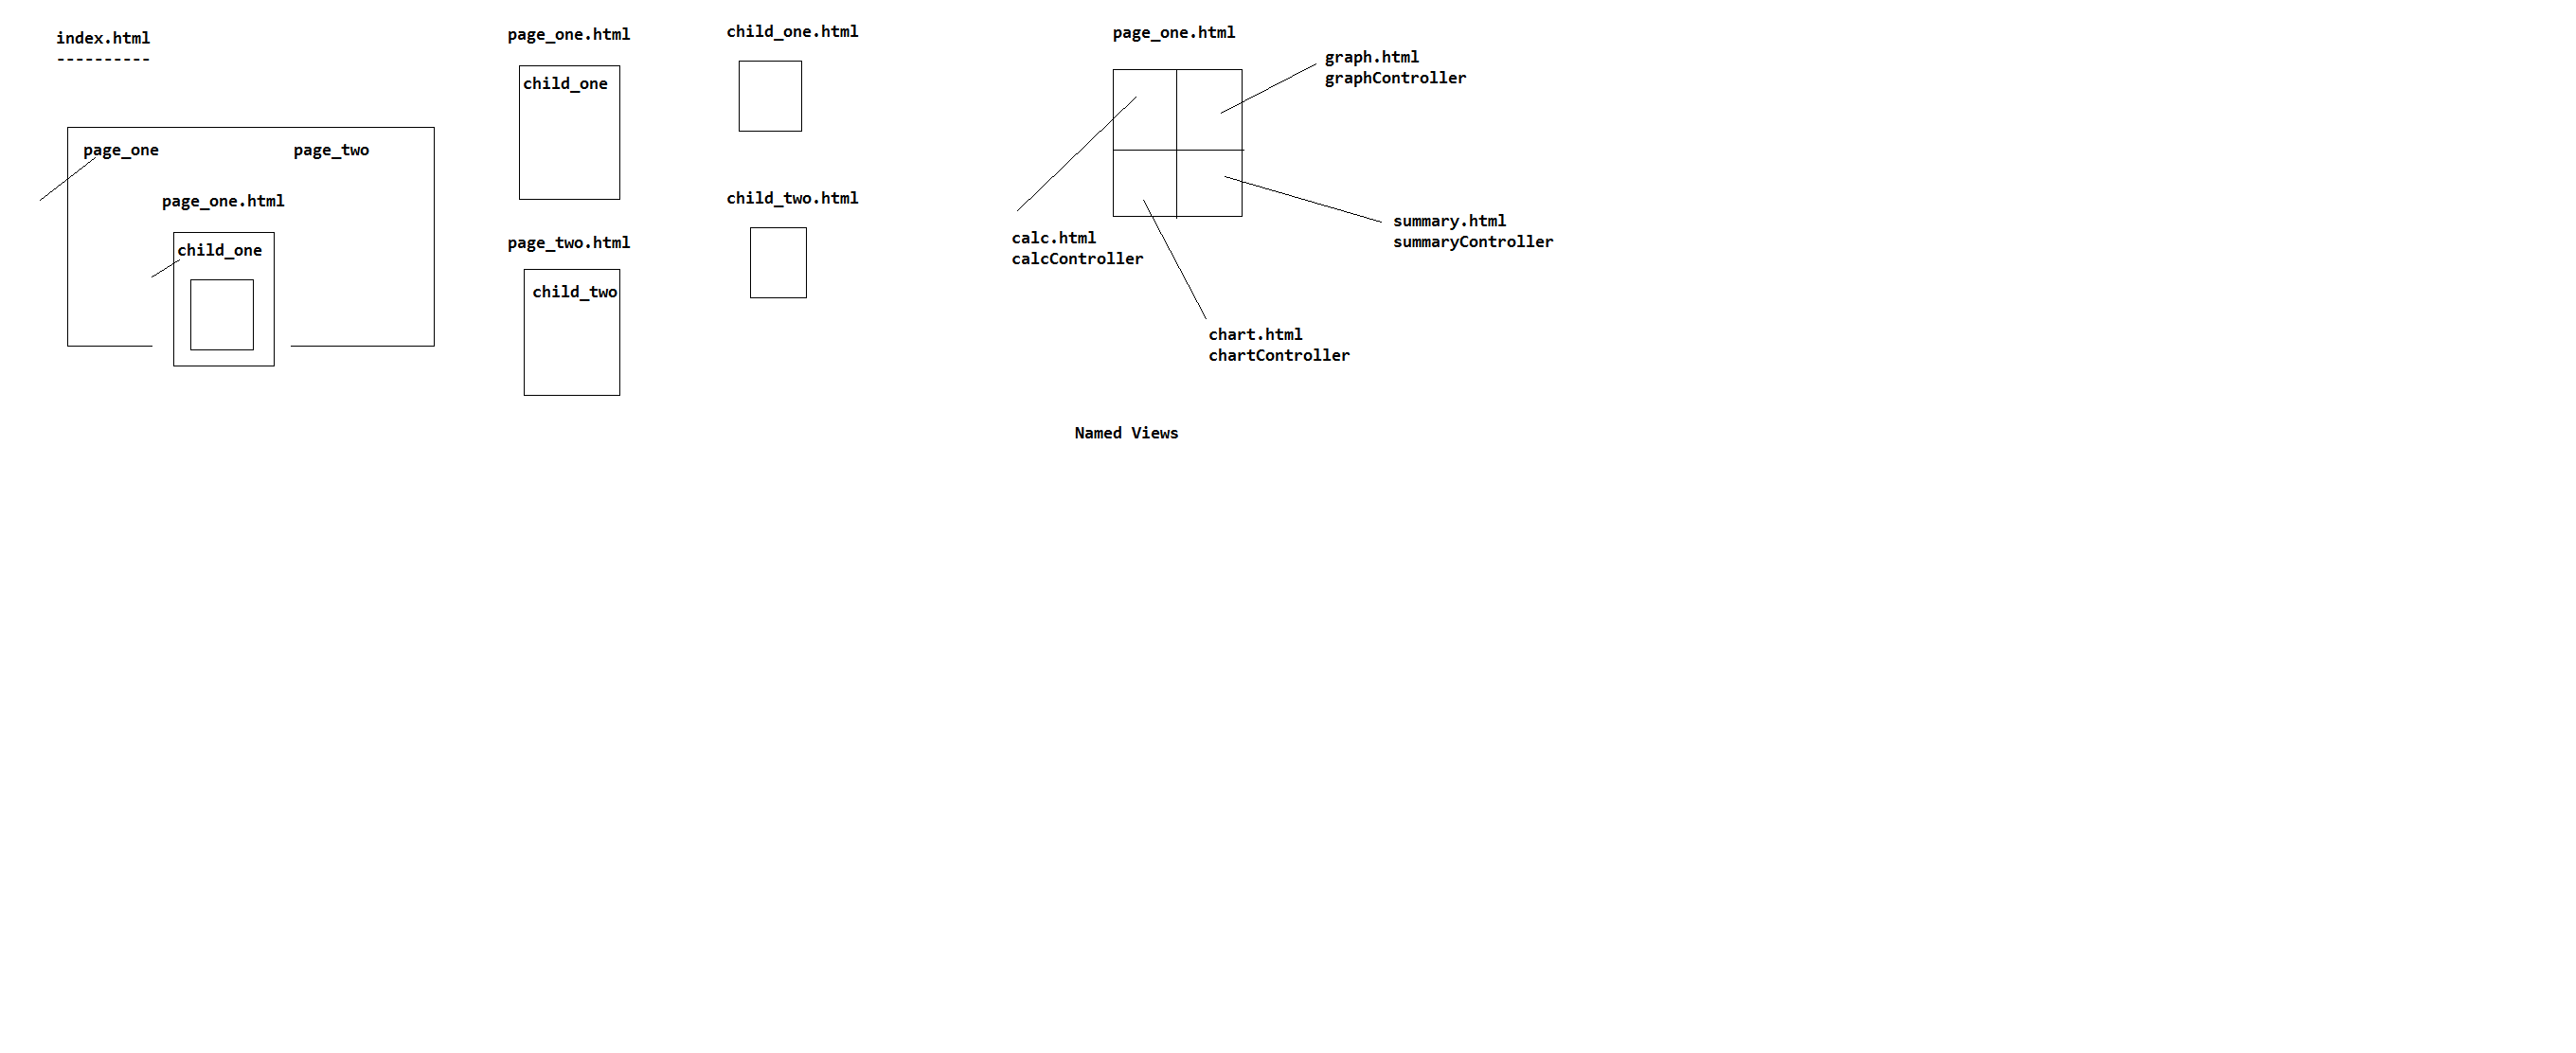 index.html
----------
page_one
page_two
page_one.html
child_one
page_one.html
child_one
page_two.html
child_two
child_one.html
child_two.html
page_one.html
graph.html
graphController
calc.html
calcController
summary.html
summaryController
chart.html
chartController
Named Views